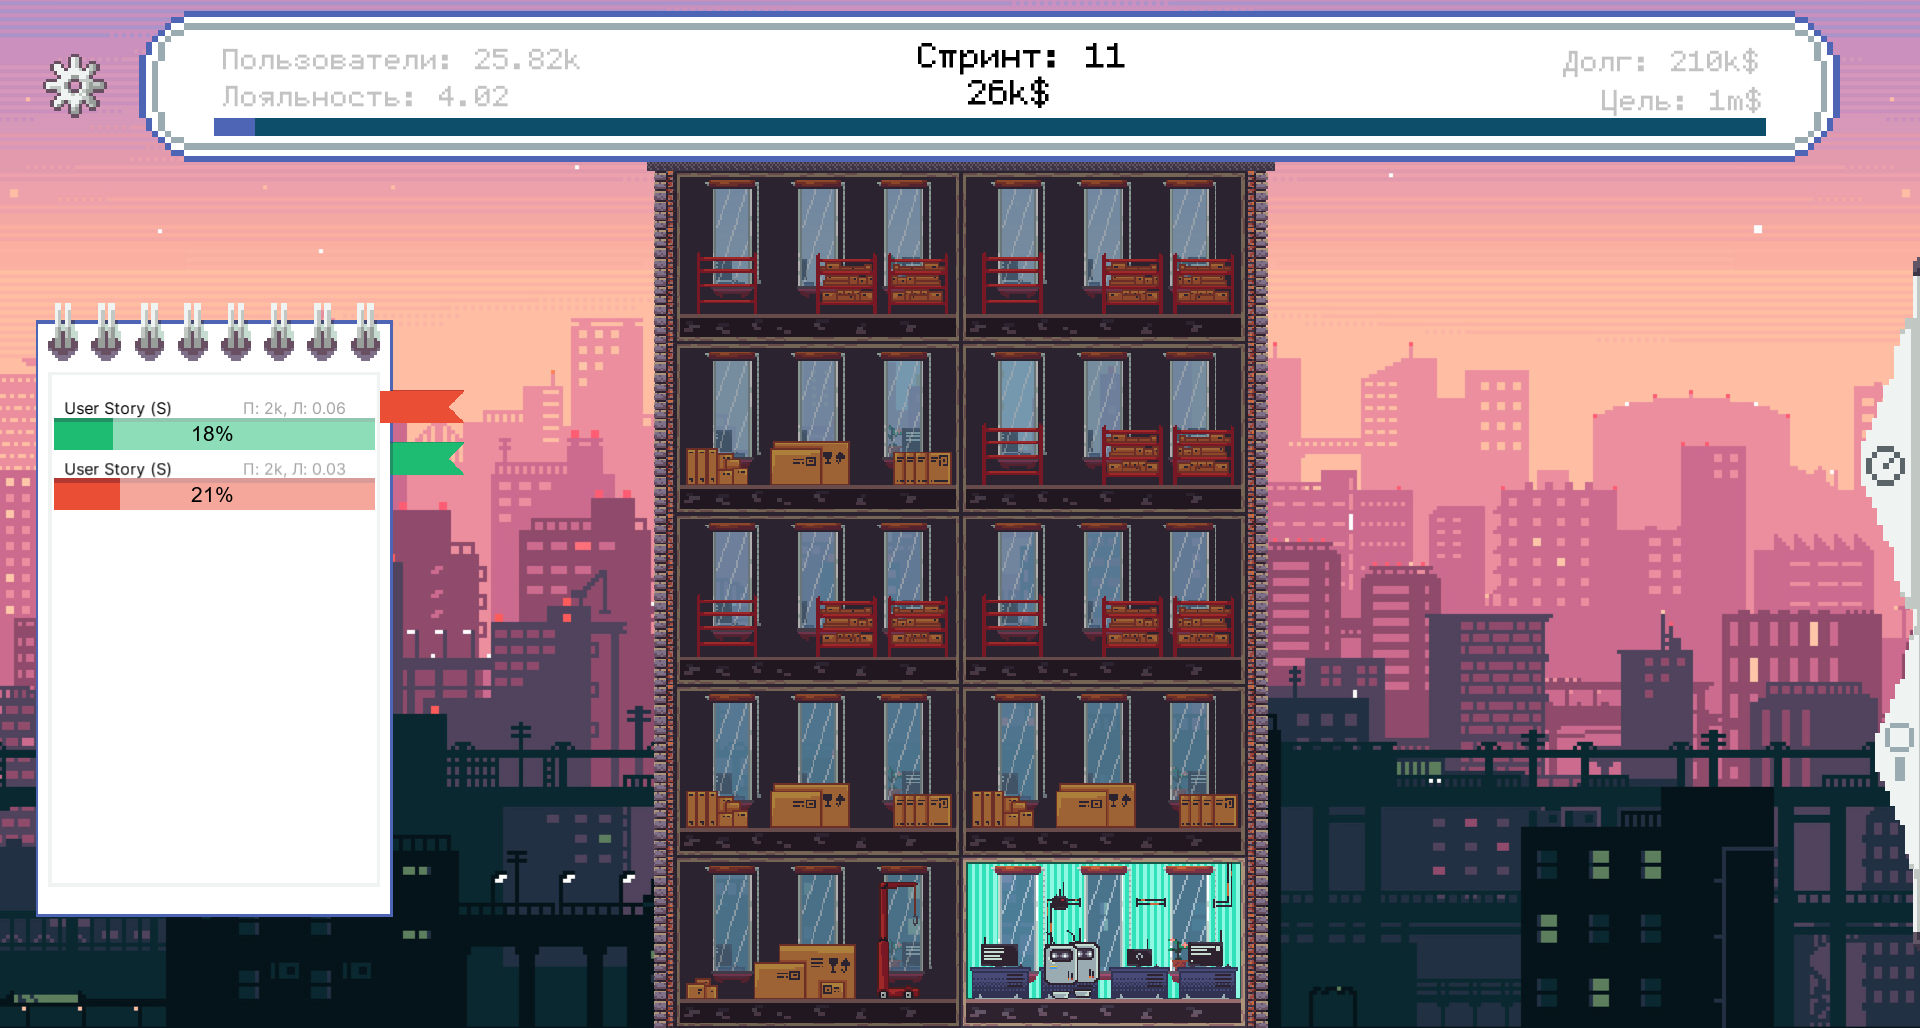 Пользователи: 25.82k
Лояльность: 4.02
Спринт: 11
26k$
Долг: 210k$
Цель: 1m$
User Story (S) П: 2k, Л: 0.06
18%
User Story (S) П: 2k, Л: 0.03
21%